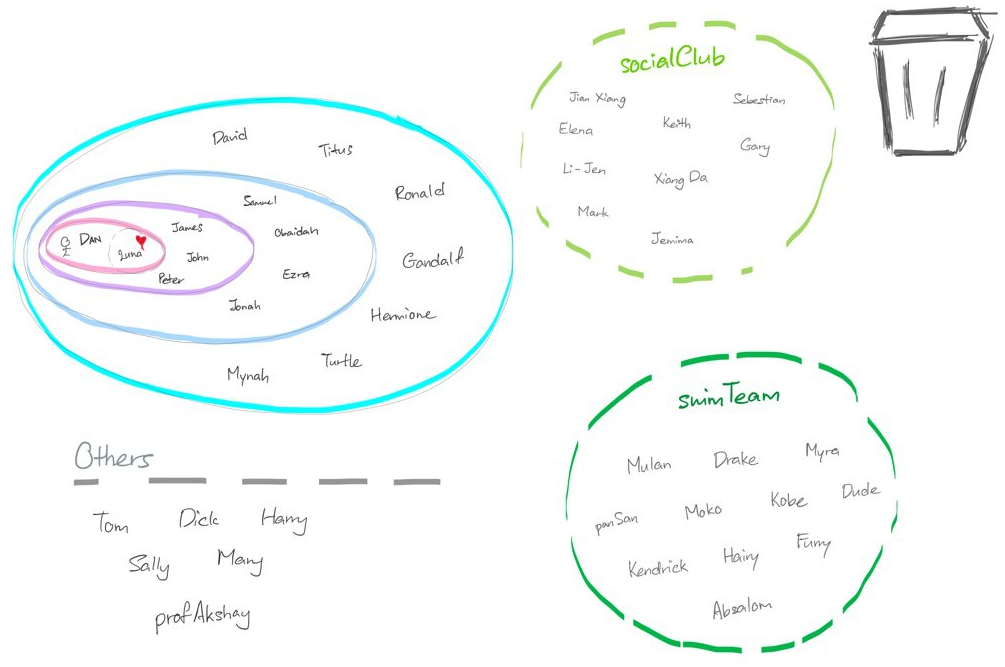 David
Titus
Ronald
Samuel
James
Obaidah
DAN
Luna
John
Gandalf
Peter
Ezra
Jonah
Hermione
Turtle
Mynah
socialClub
Jian Xiang
Sebestian
Elena
Keith
Gary
Li-Jen
Xiang Da
Mark
Jemima
Others
Tom Dick Harry
Sally Mary
profAkshay
swimTeam
Mulan Drake Myra
panSan Moko Kobe Dude
Kendrick Hairy Furry
Absalom